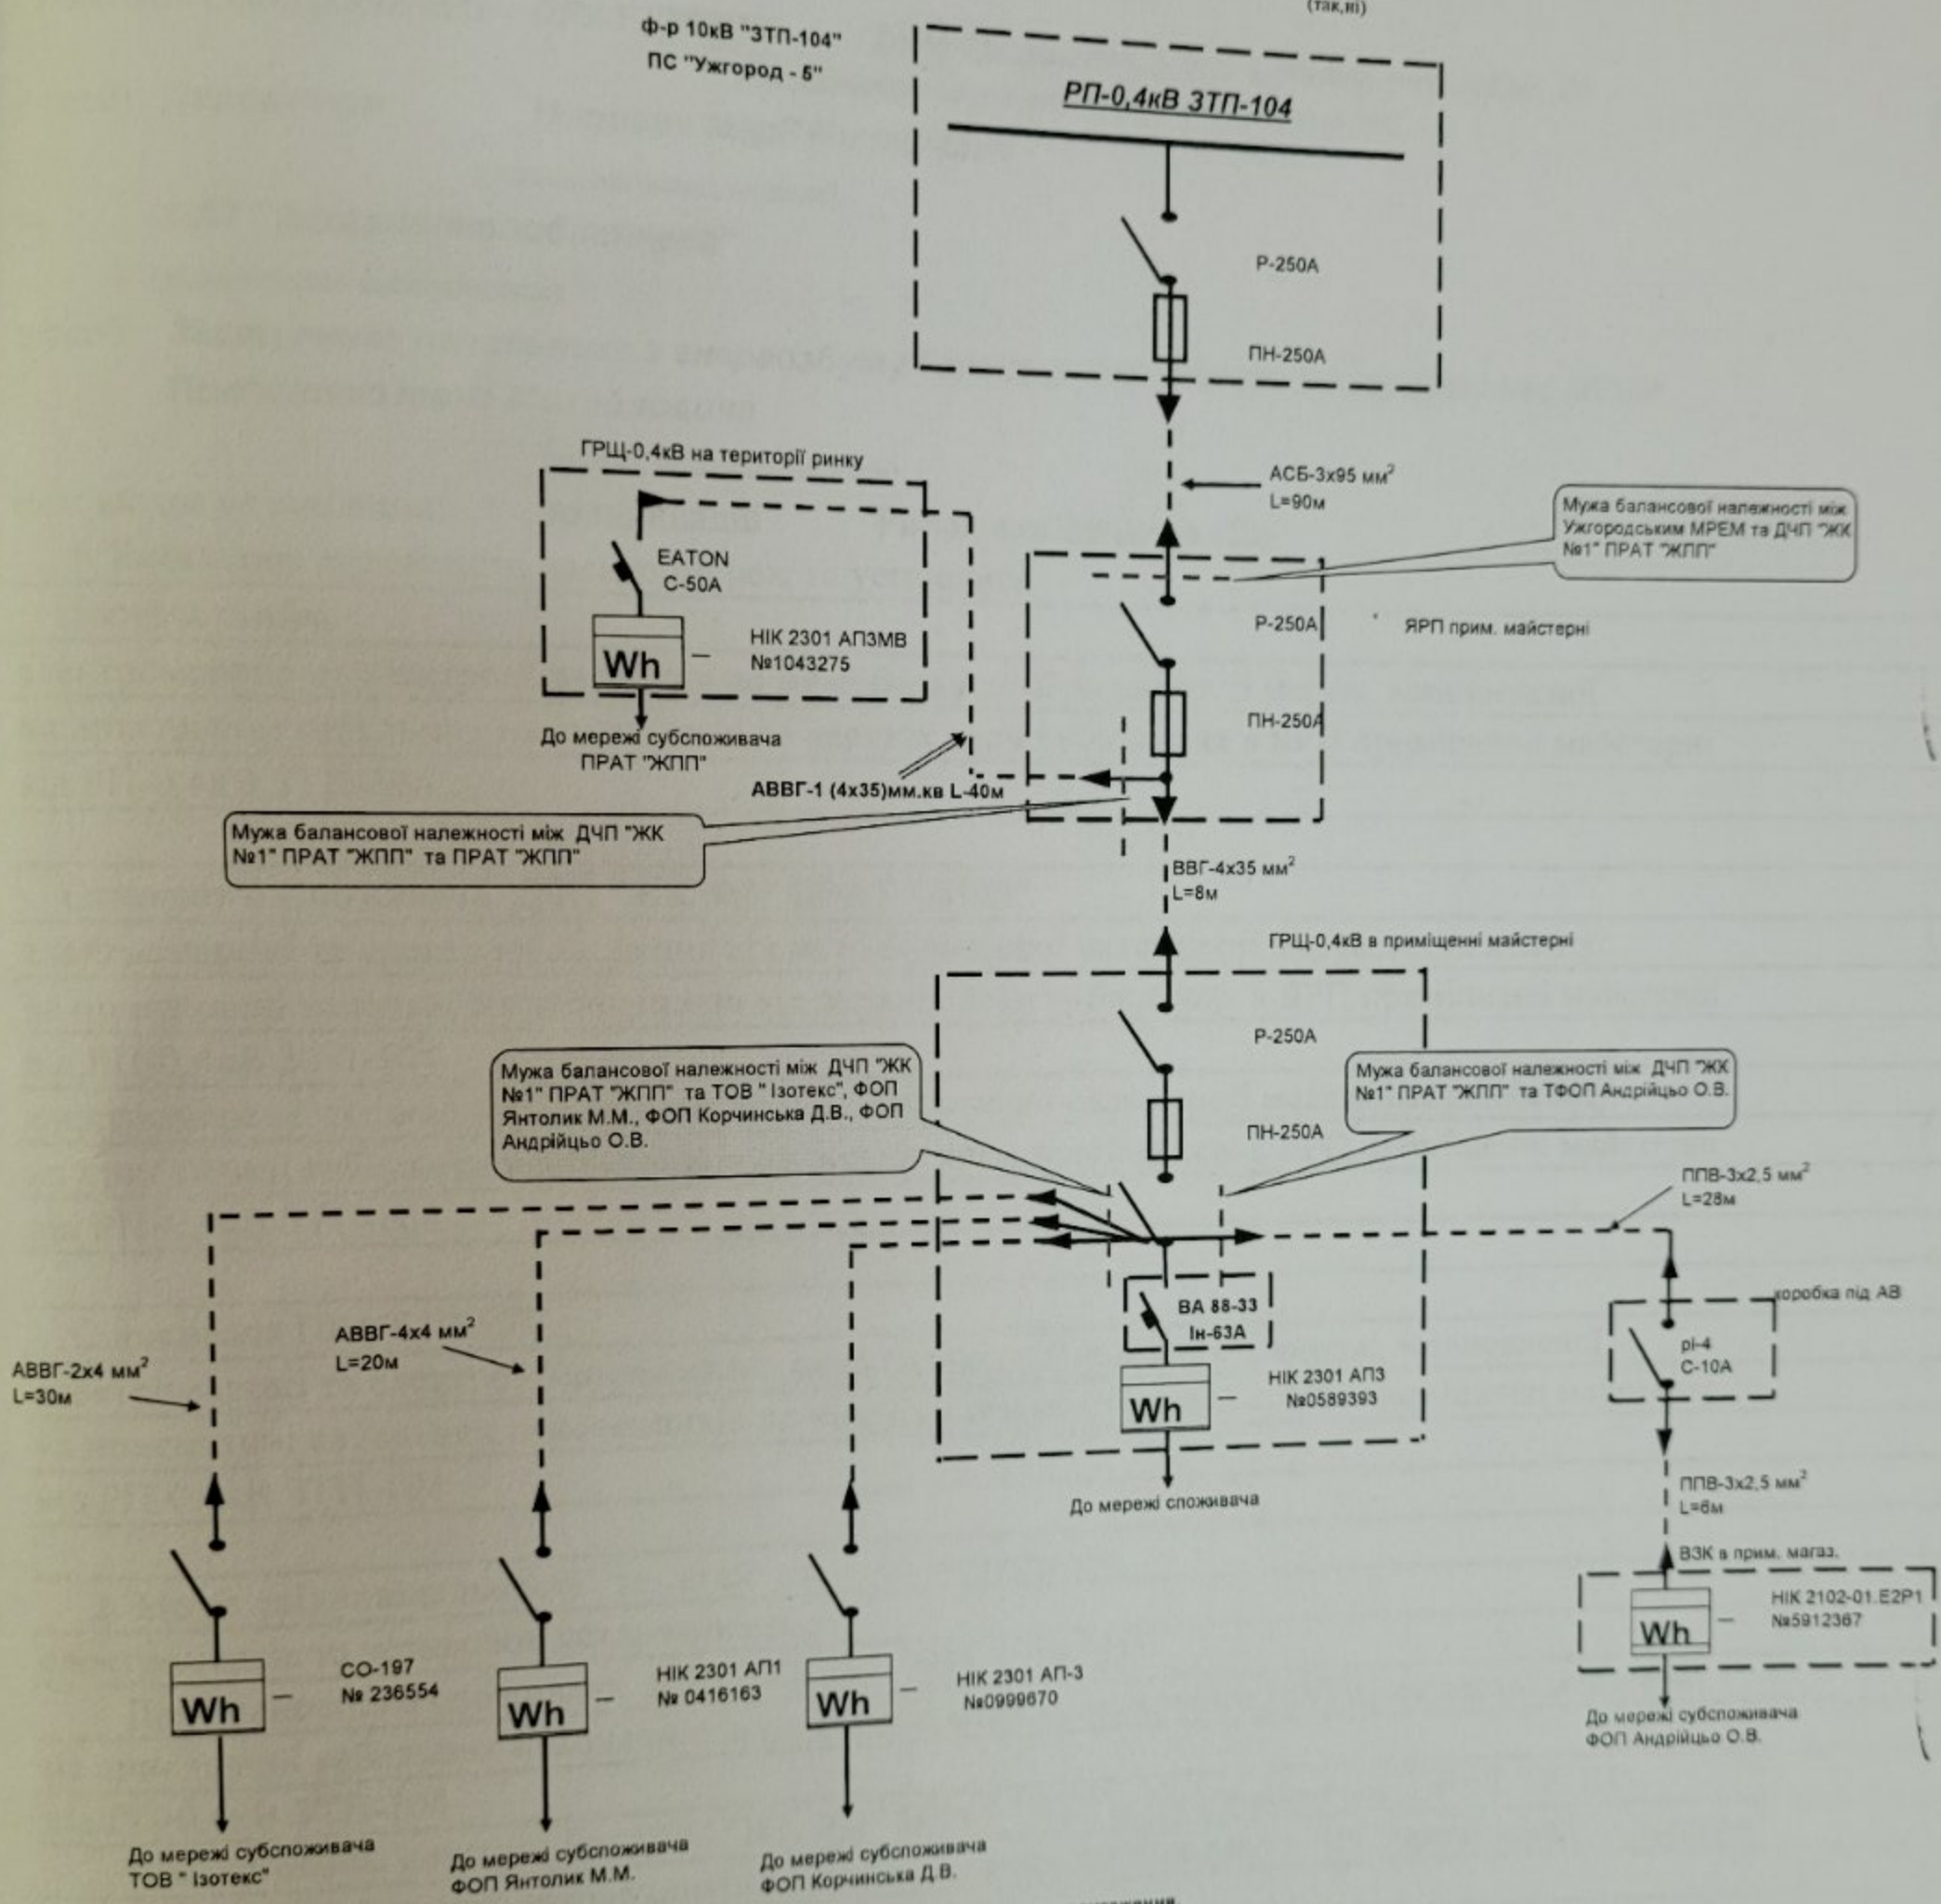 (так,ні)
ф-р 10кВ "ЗТП-104"
ПС "Ужгород - 5"
РП-0,4кВ ЗТП-104
Р-250А
ПН-250А
ГРЩ-0,4кВ на території ринку
EATON
С-50А
Wh
НІК 2301 АП3МВ
№1043275
До мережі субспоживача
ПРАТ "ЖПП"
АВВГ-1 (4х35)мм.кв L-40м
АСБ-3х95 мм²
L=90м
Мужа балансової належності між
Ужгородським МРЕМ та ДЧП "ЖК
№1" ПРАТ "ЖПП"
Р-250А
ЯРП прим. майстерні
ПН-250А
Мужа балансової належності між ДЧП "ЖК
№1" ПРАТ "ЖПП" та ПРАТ "ЖПП"
ВВГ-4х35 мм²
L=8м
ГРЩ-0,4кВ в приміщенні майстерні
Р-250А
ПН-250А
Мужа балансової належності між ДЧП "ЖК
№1" ПРАТ "ЖПП" та ТОВ " Ізотекс", ФОП
Янтолик М.М., ФОП Корчинська Д.В., ФОП
Андрійцьо О.В.
Мужа балансової належності між ДЧП "ЖК
№1" ПРАТ "ЖПП" та ТФОП Андрійцьо О.В.
ППВ-3х2,5 мм²
L=28м
ВА 88-33
Ін-63А
Wh
НІК 2301 АП3
№0589393
До мережі споживача
коробка під АВ
рі-4
С-10А
ППВ-3х2,5 мм²
L=6м
ВЗК в прим. магаз.
Wh
НІК 2102-01.Е2Р1
№5912367
До мережі субспоживача
ФОП Андрійцьо О.В.
АВВГ-2х4 мм²
L=30м
АВВГ-4х4 мм²
L=20м
Wh
СО-197
№ 236554
Wh
НІК 2301 АП1
№ 0416163
Wh
НІК 2301 АП-3
№0999670
До мережі субспоживача
ТОВ " Ізотекс"
До мережі субспоживача
ФОП Янтолик М.М.
До мережі субспоживача
ФОП Корчинська Д.В.